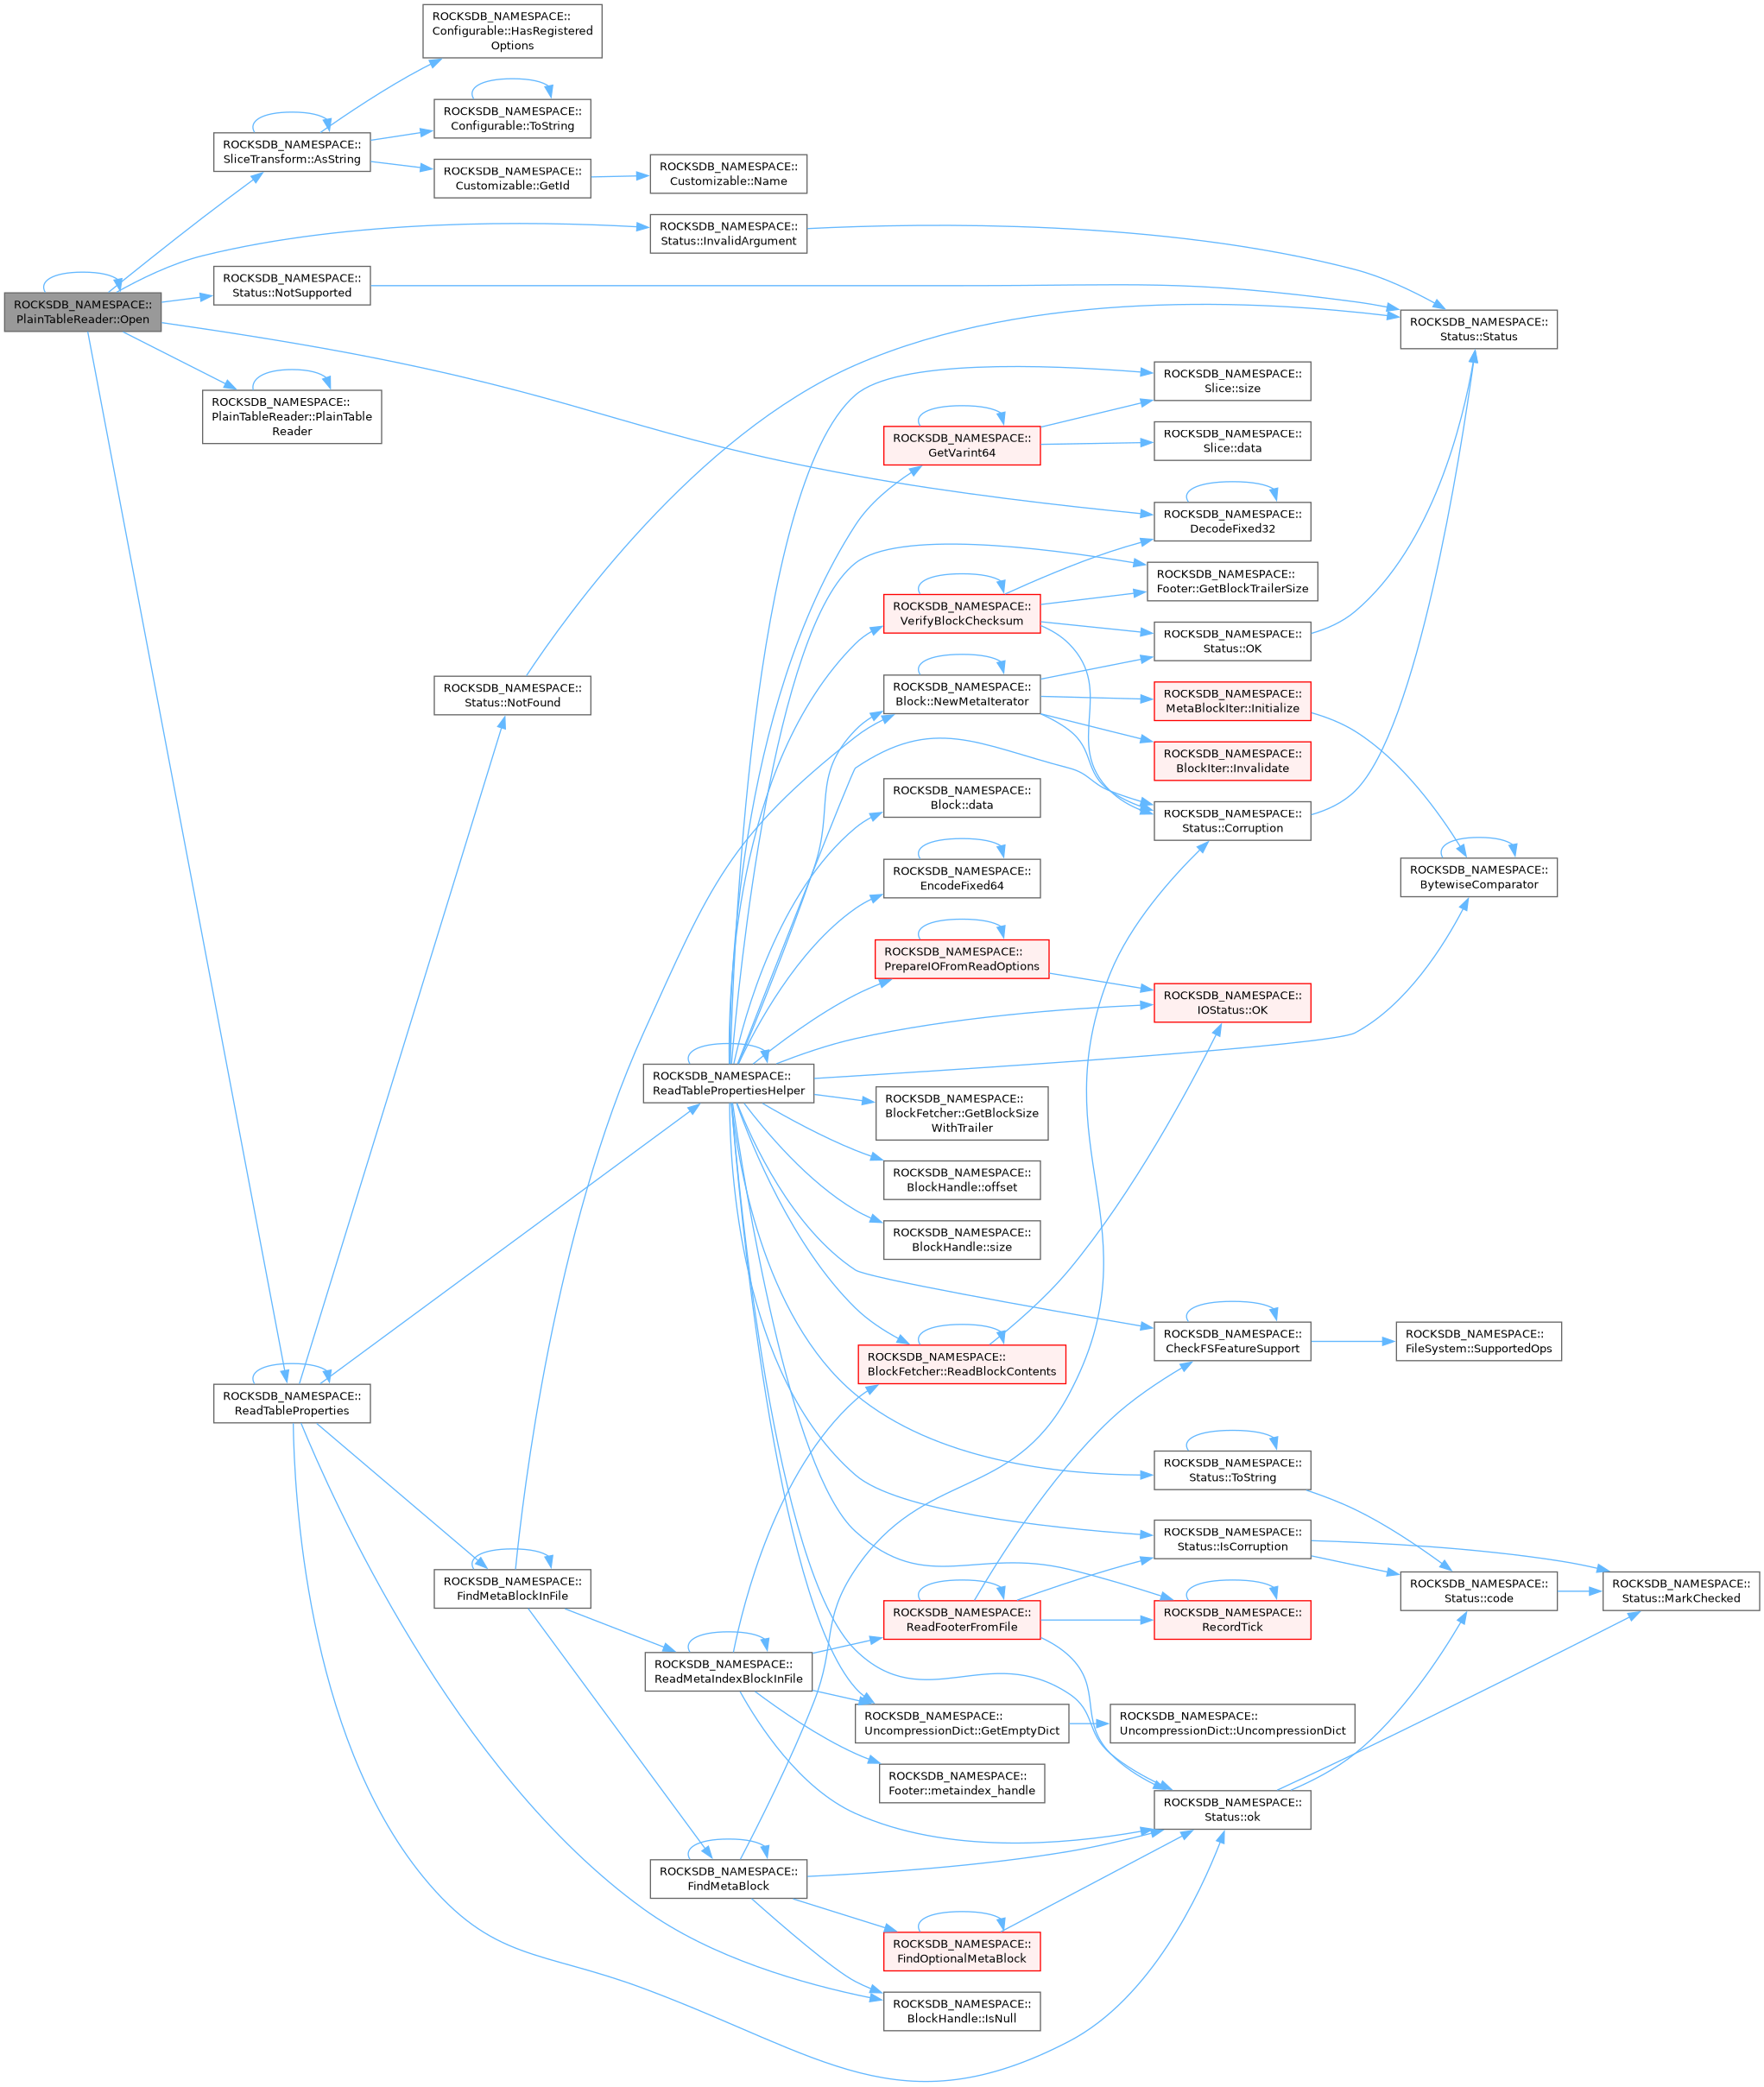 ROCKSDB_NAMESPACE::
Configurable::HasRegistered
Options
ROCKSDB_NAMESPACE::
Configurable::ToString
ROCKSDB_NAMESPACE::
SliceTransform::AsString
ROCKSDB_NAMESPACE::
Customizable::GetId
ROCKSDB_NAMESPACE::
Customizable::Name
ROCKSDB_NAMESPACE::
Status::InvalidArgument
ROCKSDB_NAMESPACE::
Status::NotSupported
ROCKSDB_NAMESPACE::
PlainTableReader::Open
ROCKSDB_NAMESPACE::
Status::Status
ROCKSDB_NAMESPACE::
PlainTableReader::PlainTable
Reader
ROCKSDB_NAMESPACE::
Slice::size
ROCKSDB_NAMESPACE::
GetVarint64
ROCKSDB_NAMESPACE::
Slice::data
ROCKSDB_NAMESPACE::
DecodeFixed32
ROCKSDB_NAMESPACE::
Footer::GetBlockTrailerSize
ROCKSDB_NAMESPACE::
VerifyBlockChecksum
ROCKSDB_NAMESPACE::
Status::OK
ROCKSDB_NAMESPACE::
Status::NotFound
ROCKSDB_NAMESPACE::
Block::NewMetaIterator
ROCKSDB_NAMESPACE::
MetaBlockIter::Initialize
ROCKSDB_NAMESPACE::
BlockIter::Invalidate
ROCKSDB_NAMESPACE::
Block::data
ROCKSDB_NAMESPACE::
Status::Corruption
ROCKSDB_NAMESPACE::
EncodeFixed64
ROCKSDB_NAMESPACE::
BytewiseComparator
ROCKSDB_NAMESPACE::
PrepareIOFromReadOptions
ROCKSDB_NAMESPACE::
IOStatus::OK
ROCKSDB_NAMESPACE::
ReadTablePropertiesHelper
ROCKSDB_NAMESPACE::
BlockFetcher::GetBlockSize
WithTrailer
ROCKSDB_NAMESPACE::
BlockHandle::offset
ROCKSDB_NAMESPACE::
BlockHandle::size
ROCKSDB_NAMESPACE::
CheckFSFeatureSupport
ROCKSDB_NAMESPACE::
FileSystem::SupportedOps
ROCKSDB_NAMESPACE::
BlockFetcher::ReadBlockContents
ROCKSDB_NAMESPACE::
ReadTableProperties
ROCKSDB_NAMESPACE::
Status::ToString
ROCKSDB_NAMESPACE::
Status::IsCorruption
ROCKSDB_NAMESPACE::
FindMetaBlockInFile
ROCKSDB_NAMESPACE::
Status::code
ROCKSDB_NAMESPACE::
Status::MarkChecked
ROCKSDB_NAMESPACE::
ReadFooterFromFile
ROCKSDB_NAMESPACE::
RecordTick
ROCKSDB_NAMESPACE::
ReadMetaIndexBlockInFile
ROCKSDB_NAMESPACE::
UncompressionDict::GetEmptyDict
ROCKSDB_NAMESPACE::
UncompressionDict::UncompressionDict
ROCKSDB_NAMESPACE::
Footer::metaindex_handle
ROCKSDB_NAMESPACE::
Status::ok
ROCKSDB_NAMESPACE::
FindMetaBlock
ROCKSDB_NAMESPACE::
FindOptionalMetaBlock
ROCKSDB_NAMESPACE::
BlockHandle::IsNull